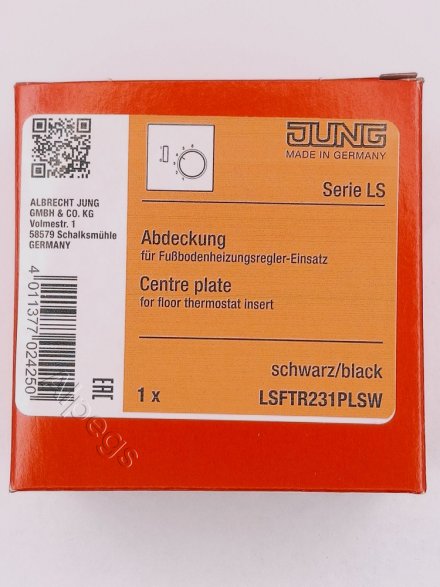 JUNG
MADE IN GERMANY
Serie LS
ALBRECHT JUNG
GMBH & CO. KG
Volmestr. 1
58579 Schalksmühle
GERMANY
Abdeckung
für Fußbodenheizungsregler-Einsatz
Centre plate
for floor thermostat insert
4 011377 024250
EAC
schwarz/black
1 x
LSFTR231PLSW